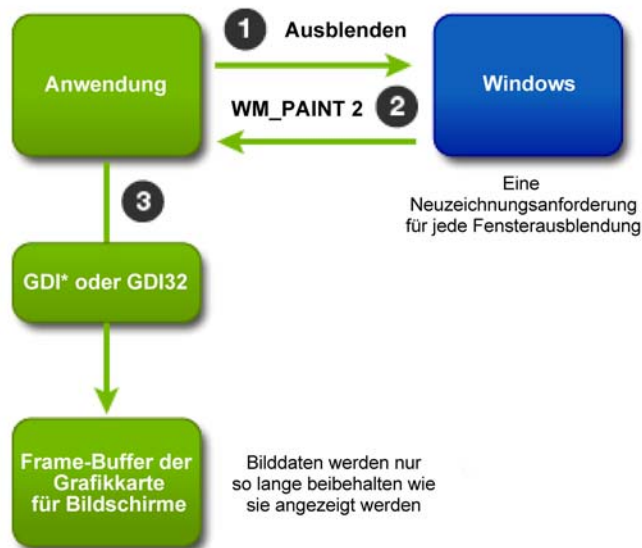 1 Ausblenden
Anwendung
Windows
WM_PAINT 2 2
Eine
Neuzeichnungsanforderung
für jede Fensterausblendung
3
GDI* oder GDI32
Frame-Buffer der
Grafikkarte
für Bildschirme
Bilddaten werden nur
so lange beibehalten wie
sie angezeigt werden